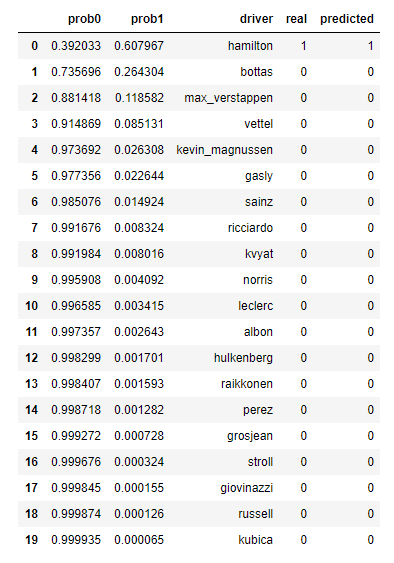 prob0 prob1 driver real predicted
0 0.392033 0.607967 hamilton 1 1
1 0.735696 0.264304 bottas 0 0
2 0.881418 0.118582 max_verstappen 0 0
3 0.914869 0.085131 vettel 0 0
4 0.973692 0.026308 kevin_magnussen 0 0
5 0.977356 0.022644 gasly 0 0
6 0.985076 0.014924 sainz 0 0
7 0.991676 0.008324 ricciardo 0 0
8 0.991984 0.008016 kvyat 0 0
9 0.995908 0.004092 norris 0 0
10 0.996585 0.003415 leclerc 0 0
11 0.997357 0.002643 albon 0 0
12 0.998299 0.001701 hulkenberg 0 0
13 0.998407 0.001593 raikkonen 0 0
14 0.998718 0.001282 perez 0 0
15 0.999272 0.000728 grosjean 0 0
16 0.999676 0.000324 stroll 0 0
17 0.999845 0.000155 giovinazzi 0 0
18 0.999874 0.000126 russell 0 0
19 0.999935 0.000065 kubica 0 0